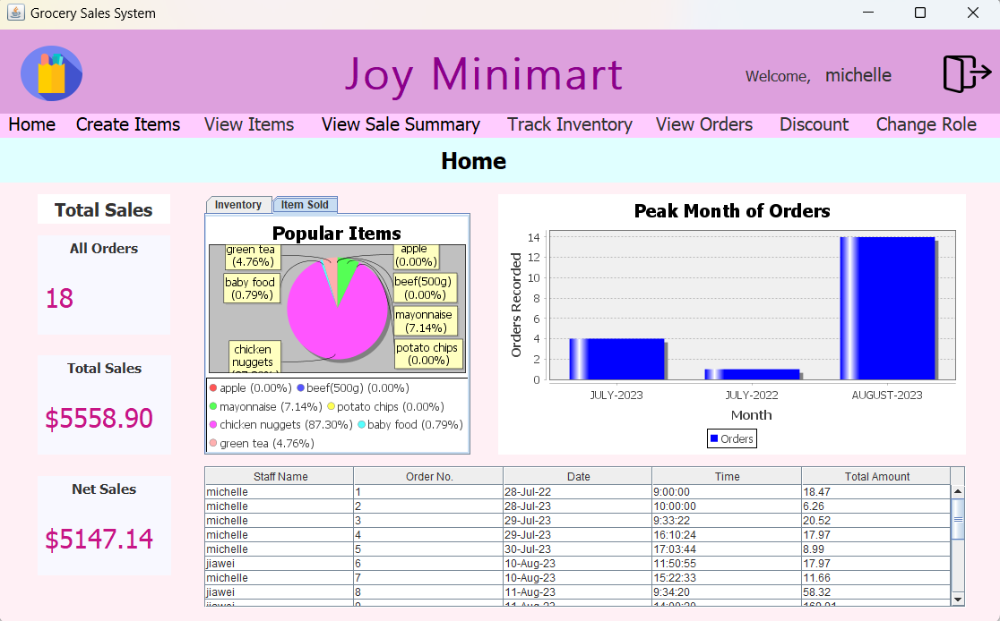 Grocery Sales System
Joy Minimart
Welcome, michelle
Home Create Items View Items View Sale Summary Track Inventory View Orders Discount Change Role
Home
Total Sales
All Orders
18
Total Sales
$5558.90
Net Sales
$5147.14
Inventory Item Sold
Popular Items
green tea
(4.76%)
baby food
(0.79%)
chicken
nuggets
apple
(0.00%)
beef(500g)
(0.00%)
mayonnaise
(7.14%)
potato chips
(0.00%)
apple (0.00%) beef(500g) (0.00%)
mayonnaise (7.14%) potato chips (0.00%)
chicken nuggets (87.30%) baby food (0.79%)
green tea (4.76%)
Peak Month of Orders
Orders Recorded
14
12
10
8
6
4
2
0
JULY-2023 JULY-2022 AUGUST-2023
Month
Orders
Staff Name Order No. Date Time Total Amount
michelle 1 28-Jul-22 9:00:00 18.47
michelle 2 28-Jul-23 10:00:00 6.26
michelle 3 29-Jul-23 9:33:22 20.52
michelle 4 29-Jul-23 16:10:24 17.97
michelle 5 30-Jul-23 17:03:44 8.99
jiawei 6 10-Aug-23 11:50:55 17.97
michelle 7 10-Aug-23 15:22:33 11.66
jiawei 8 11-Aug-23 9:34:20 58.32